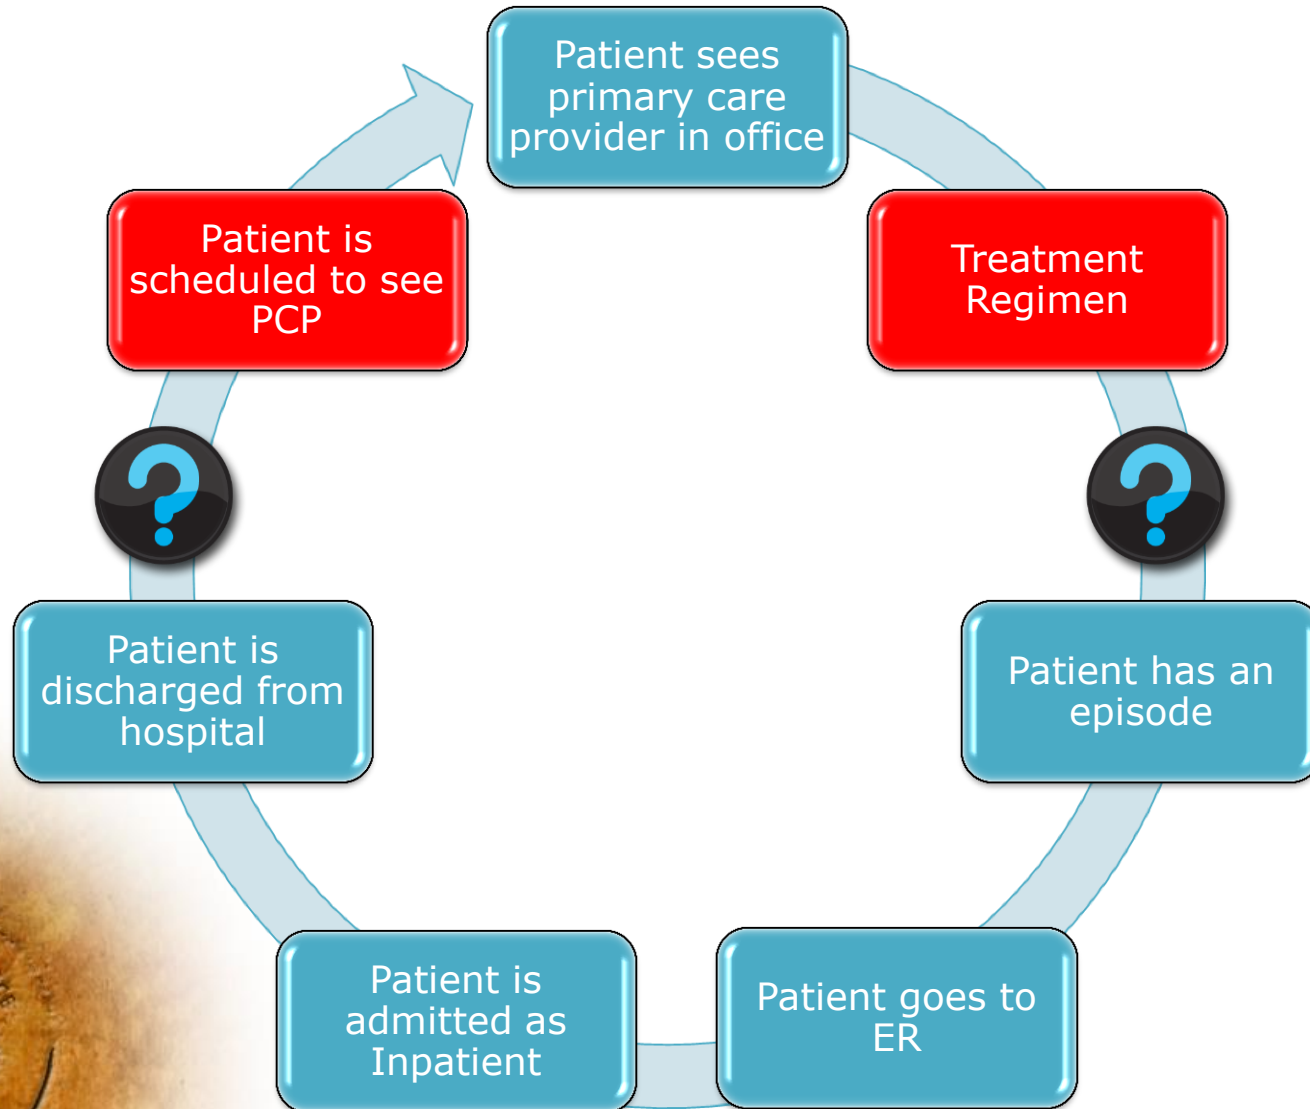 Patient sees
primary care
provider in office
Treatment
Regimen
?
Patient has an
episode
Patient goes to
ER
Patient is
admitted as
Inpatient
Patient is
discharged from
hospital
?
Patient is
scheduled to see
PCP